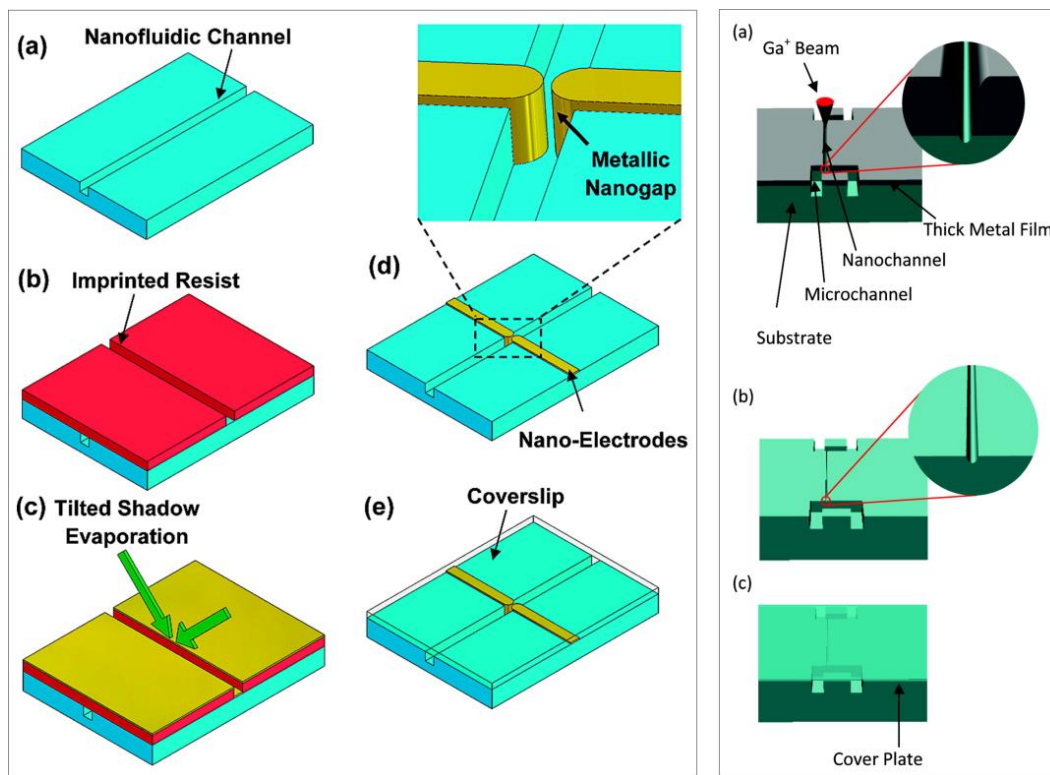 (a)
Nanofluidic Channel
Metallic
Nanogap
(b)
Imprinted Resist
(d)
Nano-Electrodes
(c)
Tilted Shadow
Evaporation
(e)
Coverslip
(a)
Ga+ Beam
Thick Metal Film
Nanochannel
Microchannel
Substrate
(b)
(c)
Cover Plate